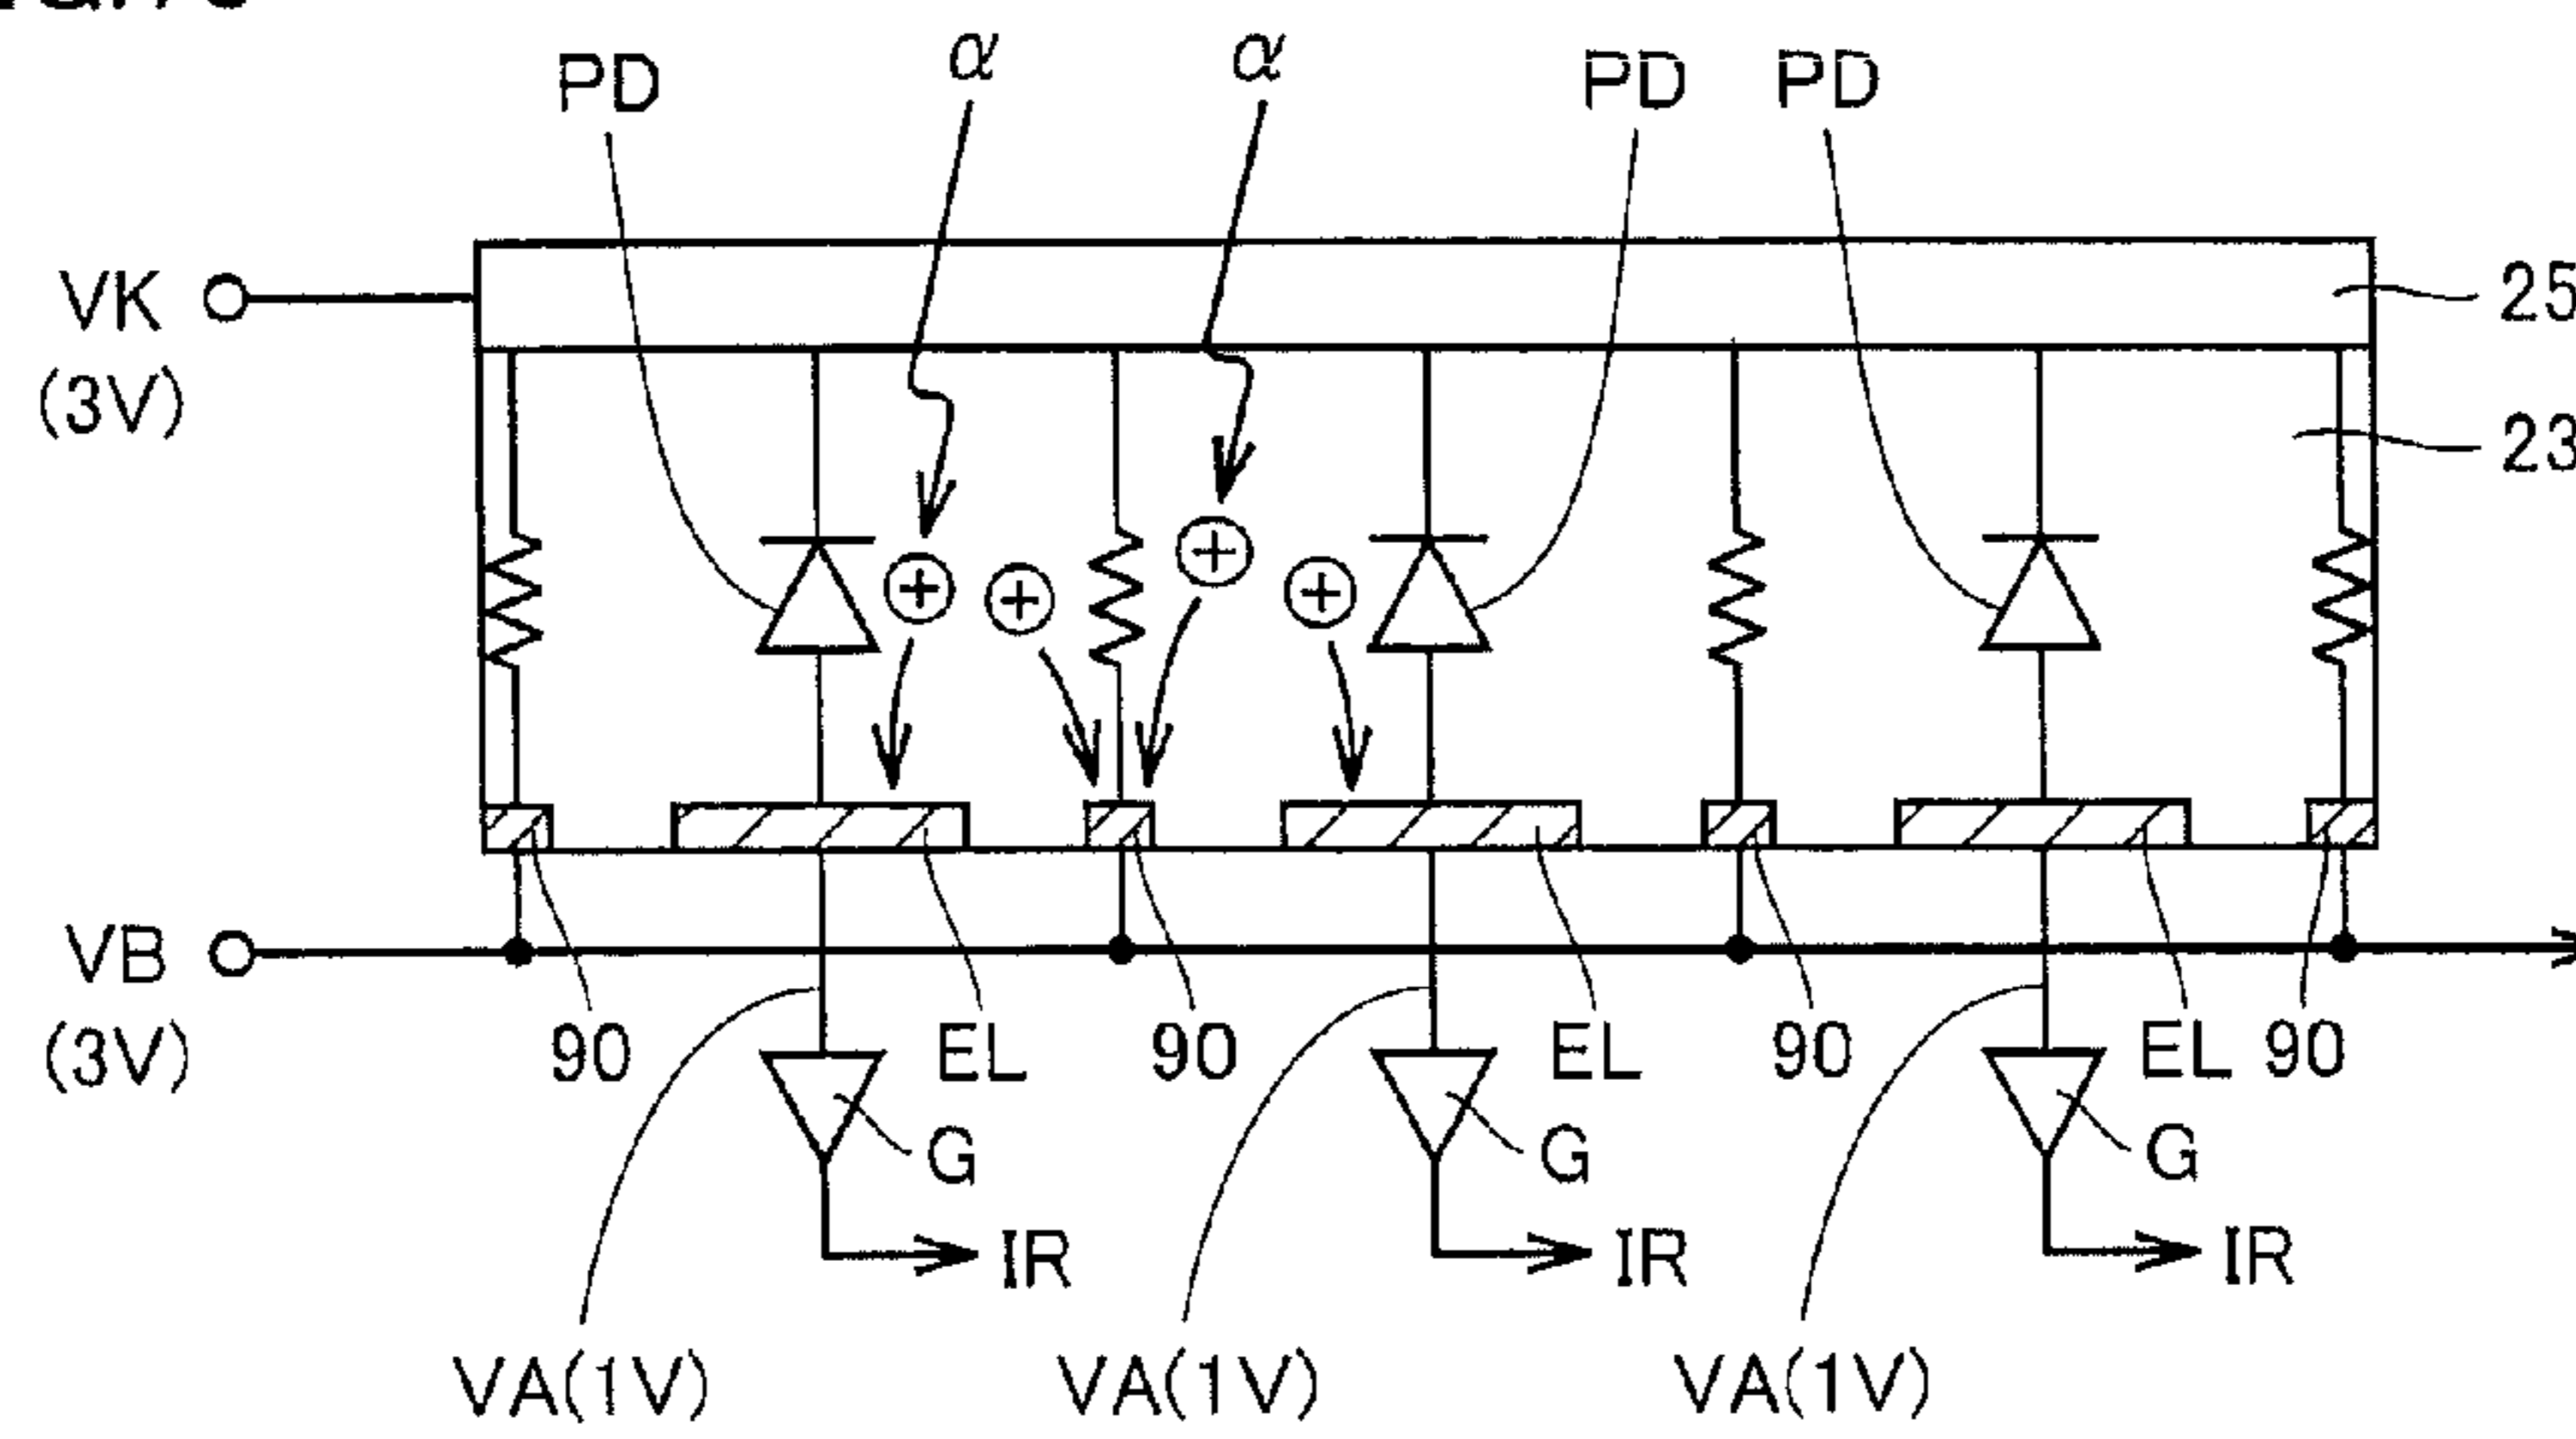 PD α α PD PD
VK
(3V)
25
23
VB
(3V)
90 EL 90 EL 90 EL 90
G G G
IR IR IR
VA(1V) VA(1V) VA(1V)